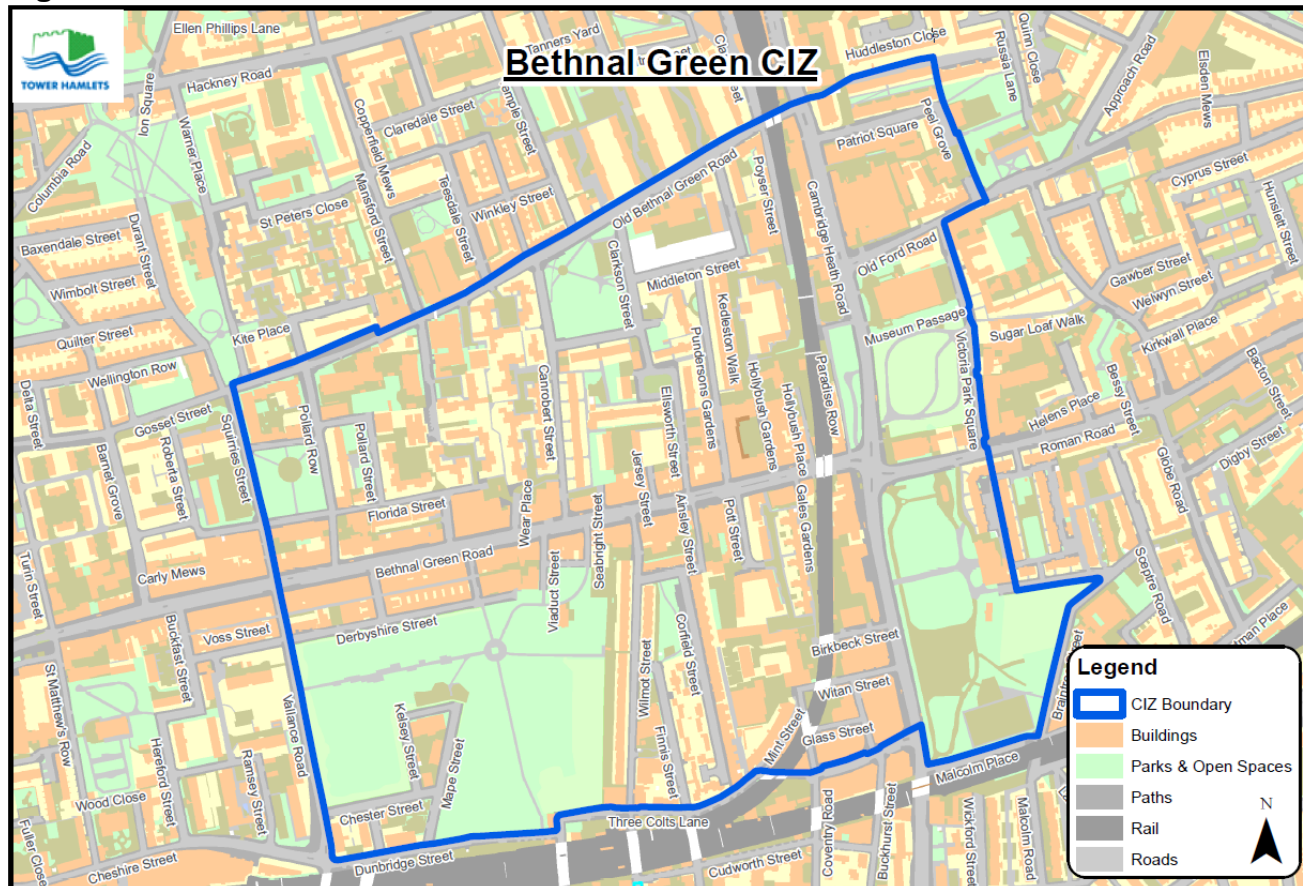 Bethnal Green CIZ
TOWER HAMLETS
Ellen Phillips Lane
Hackney Road
Ion Square
Columbia Road
Warner Place
Tanners Yard
Claredale Street
Copperfield Mews
Mansford Street
Teesdale Street
Winkley Street
St Peters Close
Baxendale Street
Wimbolt Street
Quilter Street
Durant Street
Kite Place
Wellington Row
Delta Street
Gosset Street
Old Bethnal Green Road
Clarkson Street
Middleton Street
Poyser Street
Huddleston Close
Patriot Square
Peel Grove
Russia Lane
Quinn Close
Approach Road
Elsden Mews
Cyprus Street
Hunslett Street
Cambridge Heath Road
Old Ford Road
Museum Passage
Victoria Park Square
Sugar Loaf Walk
Gawber Street
Welwyn Street
Kirkwall Place
Bacton Street
Helens Place
Bessy Street
Roman Road
Globe Road
Digby Street
Sceptre Road
Squirries Street
Pollard Row
Pollard Street
Florida Street
Canrobert Street
Wear Place
Ellsworth Street
Pundersons Gardens
Kedleston Walk
Hollybush Gardens
Hollybush Place
Paradise Row
Gales Gardens
Jersey Street
Ainsley Street
Pott Street
Seabright Street
Viaduct Street
Bethnal Green Road
Barnet Grove
Roberta Street
Turin Street
Carly Mews
Voss Street
Buckfast Street
Derbyshire Street
St Matthew's Row
Hereford Street
Ramsey Street
Vallance Road
Wood Close
Fuller Close
Cheshire Street
Kelsey Street
Mape Street
Chester Street
Dunbridge Street
Three Colts Lane
Wilmot Street
Corfield Street
Finnis Street
Mint Street
Glass Street
Witan Street
Birkbeck Street
Coventry Road
Buckhurst Street
Cudworth Street
Malcolm Place
Wickford Street
Malcolm Road
Legend
CIZ Boundary
Buildings
Parks & Open Spaces
Paths
Rail
Roads
N